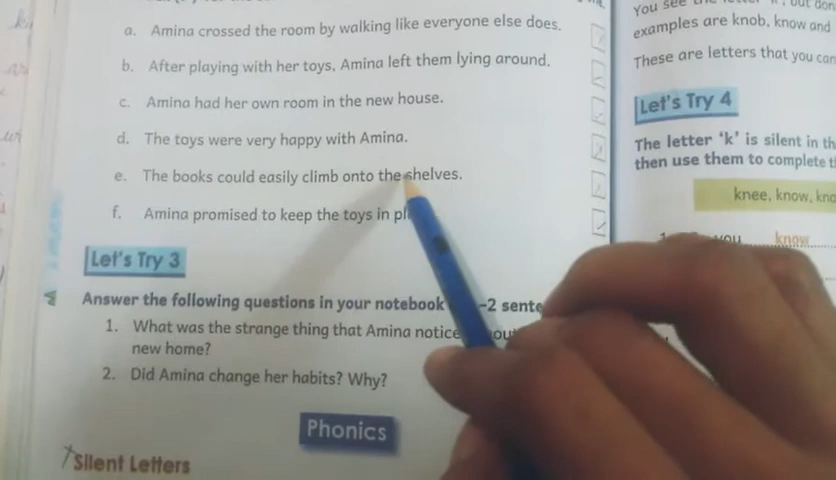 a. Amina crossed the room by walking like everyone else does.
b. After playing with her toys, Amina left them lying around.
c. Amina had her own room in the new house.
d. The toys were very happy with Amina.
e. The books could easily climb onto the shelves.
f. Amina promised to keep the toys in
Let's Try 3
Answer the following questions in your notebook -2
1. What was the strange thing that Amina
new home?
2. Did Amina change her habits? Why?
Phonics
Silent Letters
You see
examples are knob, know and
These are letters that you can
Let's Try 4
The letter 'k' is silent in
then use them to complete
knee, know,
you know